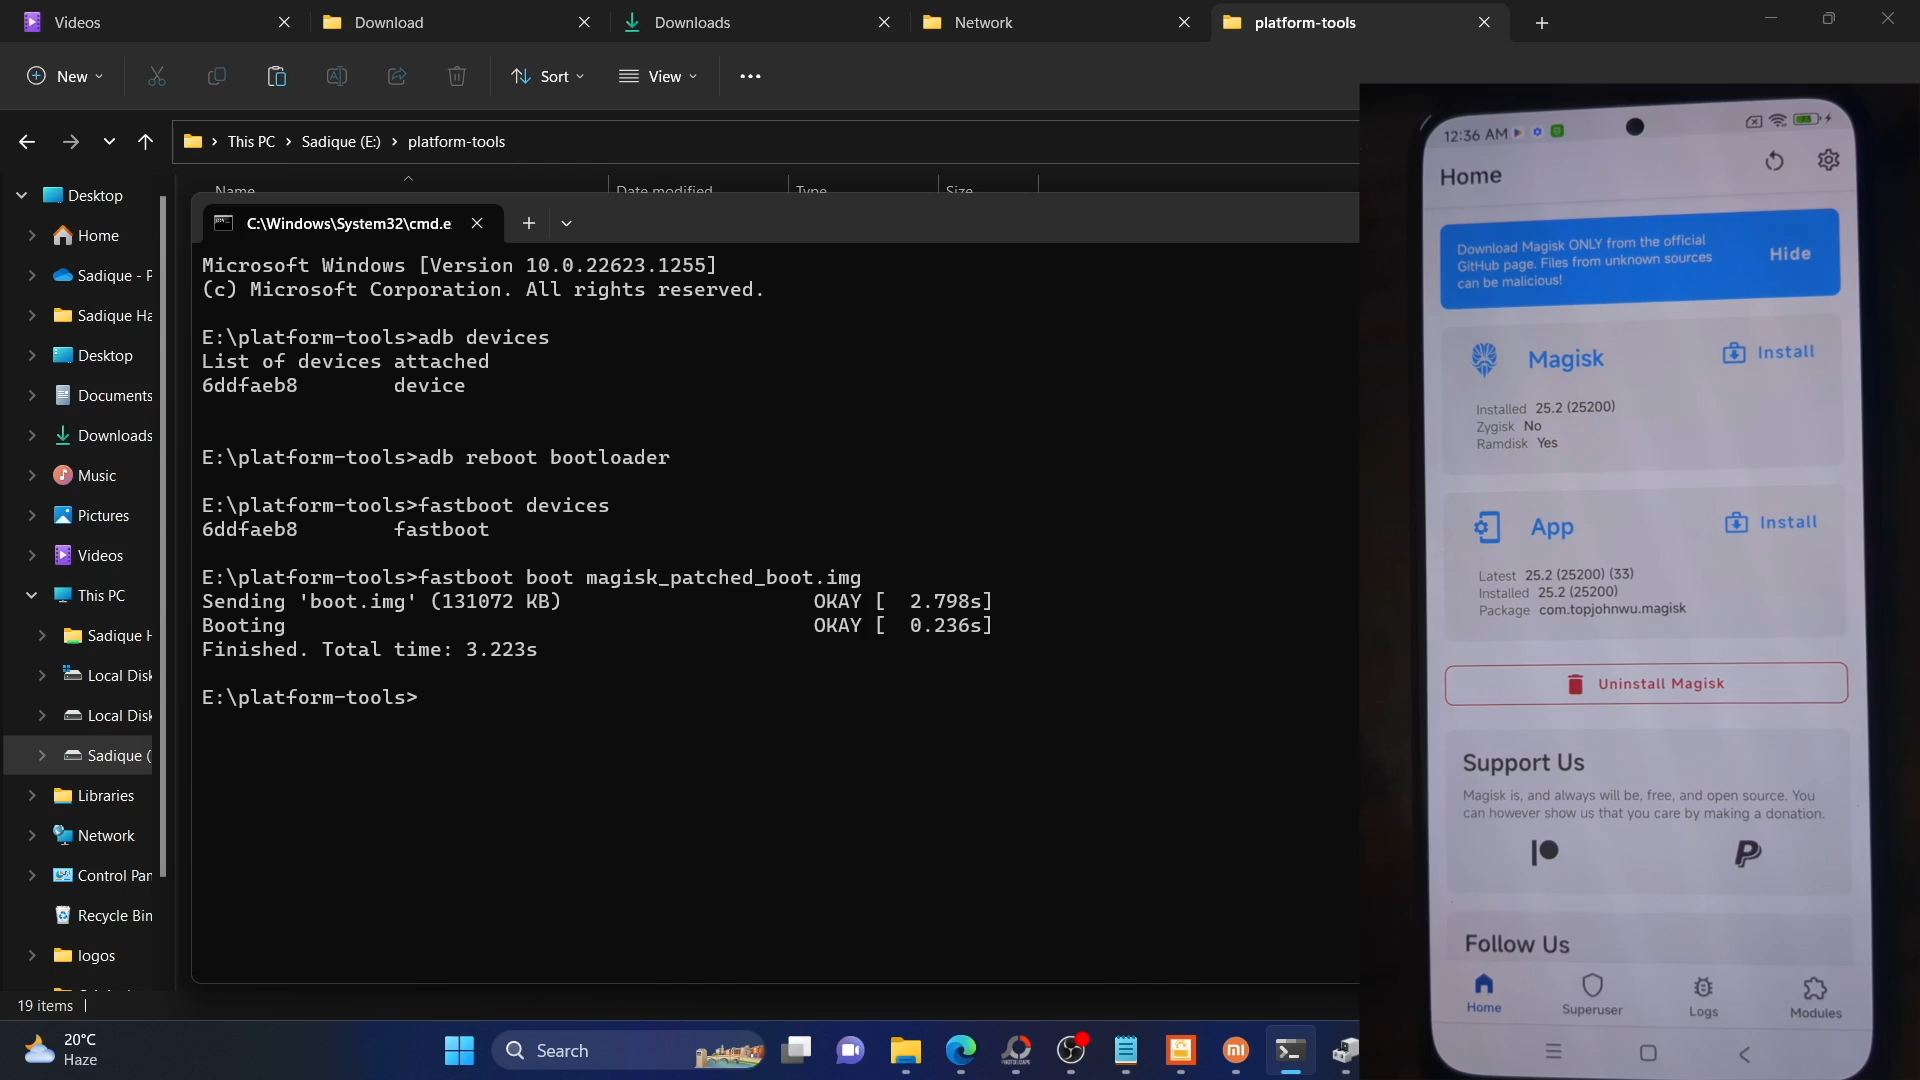 Videos
Download
Downloads
Network
platform-tools
New
Sort
View
This PC
Sadique (E:)
platform-tools
Name
Date modified
Type
Size
Desktop
Home
Sadique - P
Sadique Ha
Desktop
Documents
Downloads
Music
Pictures
Videos
This PC
Sadique H
Local Disk
Local Disk
Sadique (
Libraries
Network
Control Pan
Recycle Bin
logos
19 items
C:\Windows\System32\cmd.e
Microsoft Windows [Version 10.0.22623.1255]
(c) Microsoft Corporation. All rights reserved.
E:\platform-tools>adb devices
List of devices attached
6ddfaeb8 device
E:\platform-tools>adb reboot bootloader
E:\platform-tools>fastboot devices
6ddfaeb8 fastboot
E:\platform-tools>fastboot boot magisk_patched_boot.img
Sending 'boot.img' (131072 KB) OKAY [ 2.798s]
Booting OKAY [ 0.236s]
Finished. Total time: 3.223s
E:\platform-tools>
12:36 AM
Home
Download Magisk ONLY from the official
GitHub page. Files from unknown sources
can be malicious!
Hide
Magisk
Install
Installed 25.2 (25200)
Zygisk No
Ramdisk Yes
App
Install
Latest 25.2 (25200) (33)
Installed 25.2 (25200)
Package com.topjohnwu.magisk
Uninstall Magisk
Support Us
Magisk is, and always will be, free, and open source. You
can however show us that you care by making a donation.
Follow Us
Home
Superuser
Logs
Modules
20°C
Haze
Search